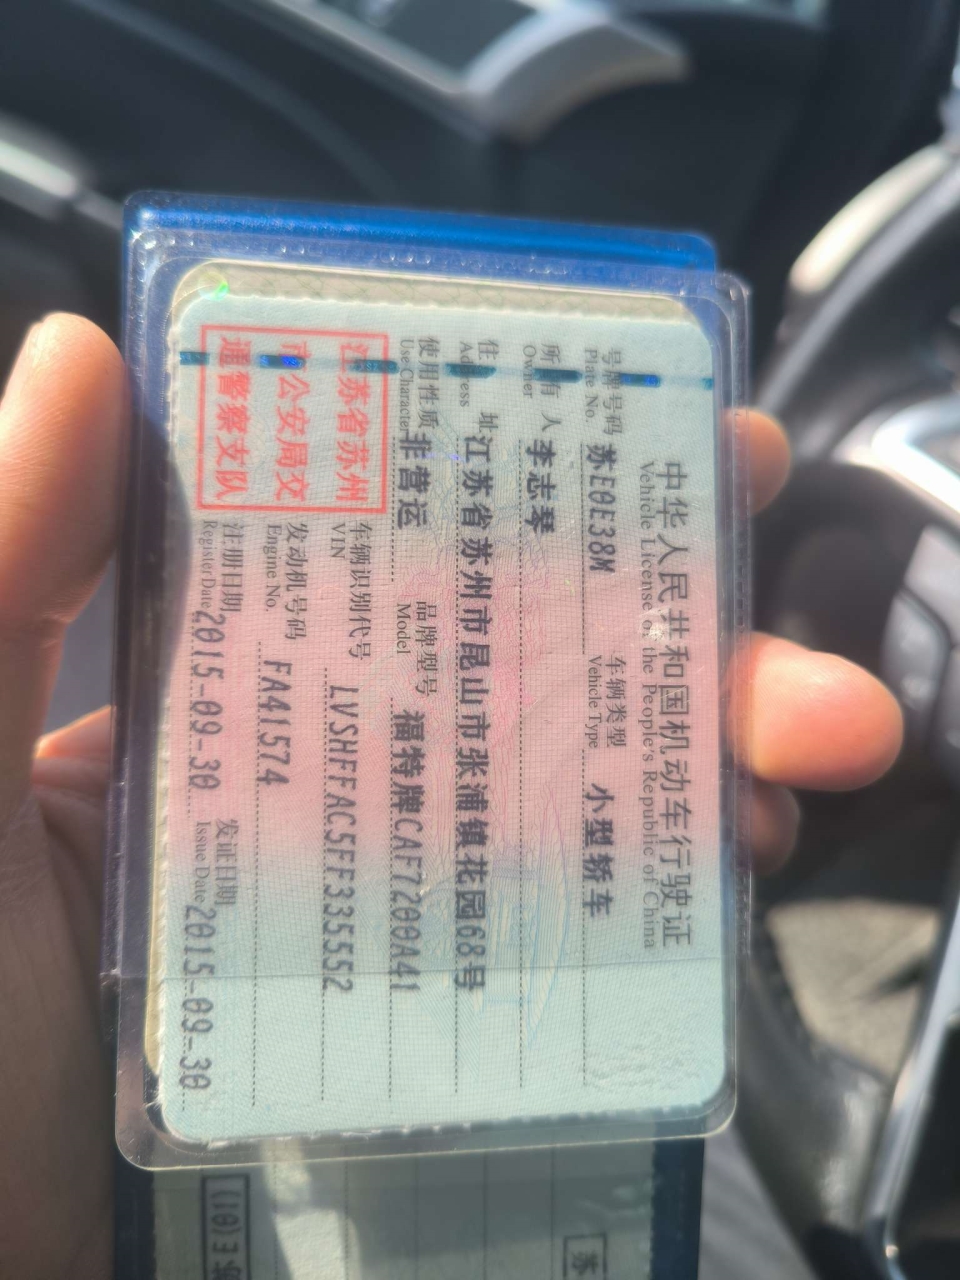 中华人民共和国机动车行驶证
Vehicle License of the People's Republic of China
号牌号码 苏E0E38M 车辆类型 小型轿车
Plate No. Vehicle Type
所有人 李志琴
Owner
住址 江苏省苏州市昆山市张浦镇花园68号
Address
使用性质 非营运 品牌型号 福特牌CAF7200A41
Use Character Model
江苏省苏州
市公安局交
通警察支队
车辆识别代号 LVSHFFAC5FF335552
VIN
发动机号码 FA41574
Engine No.
注册日期 2015-09-30 发证日期 2015-09-30
Register Date Issue Date
苏